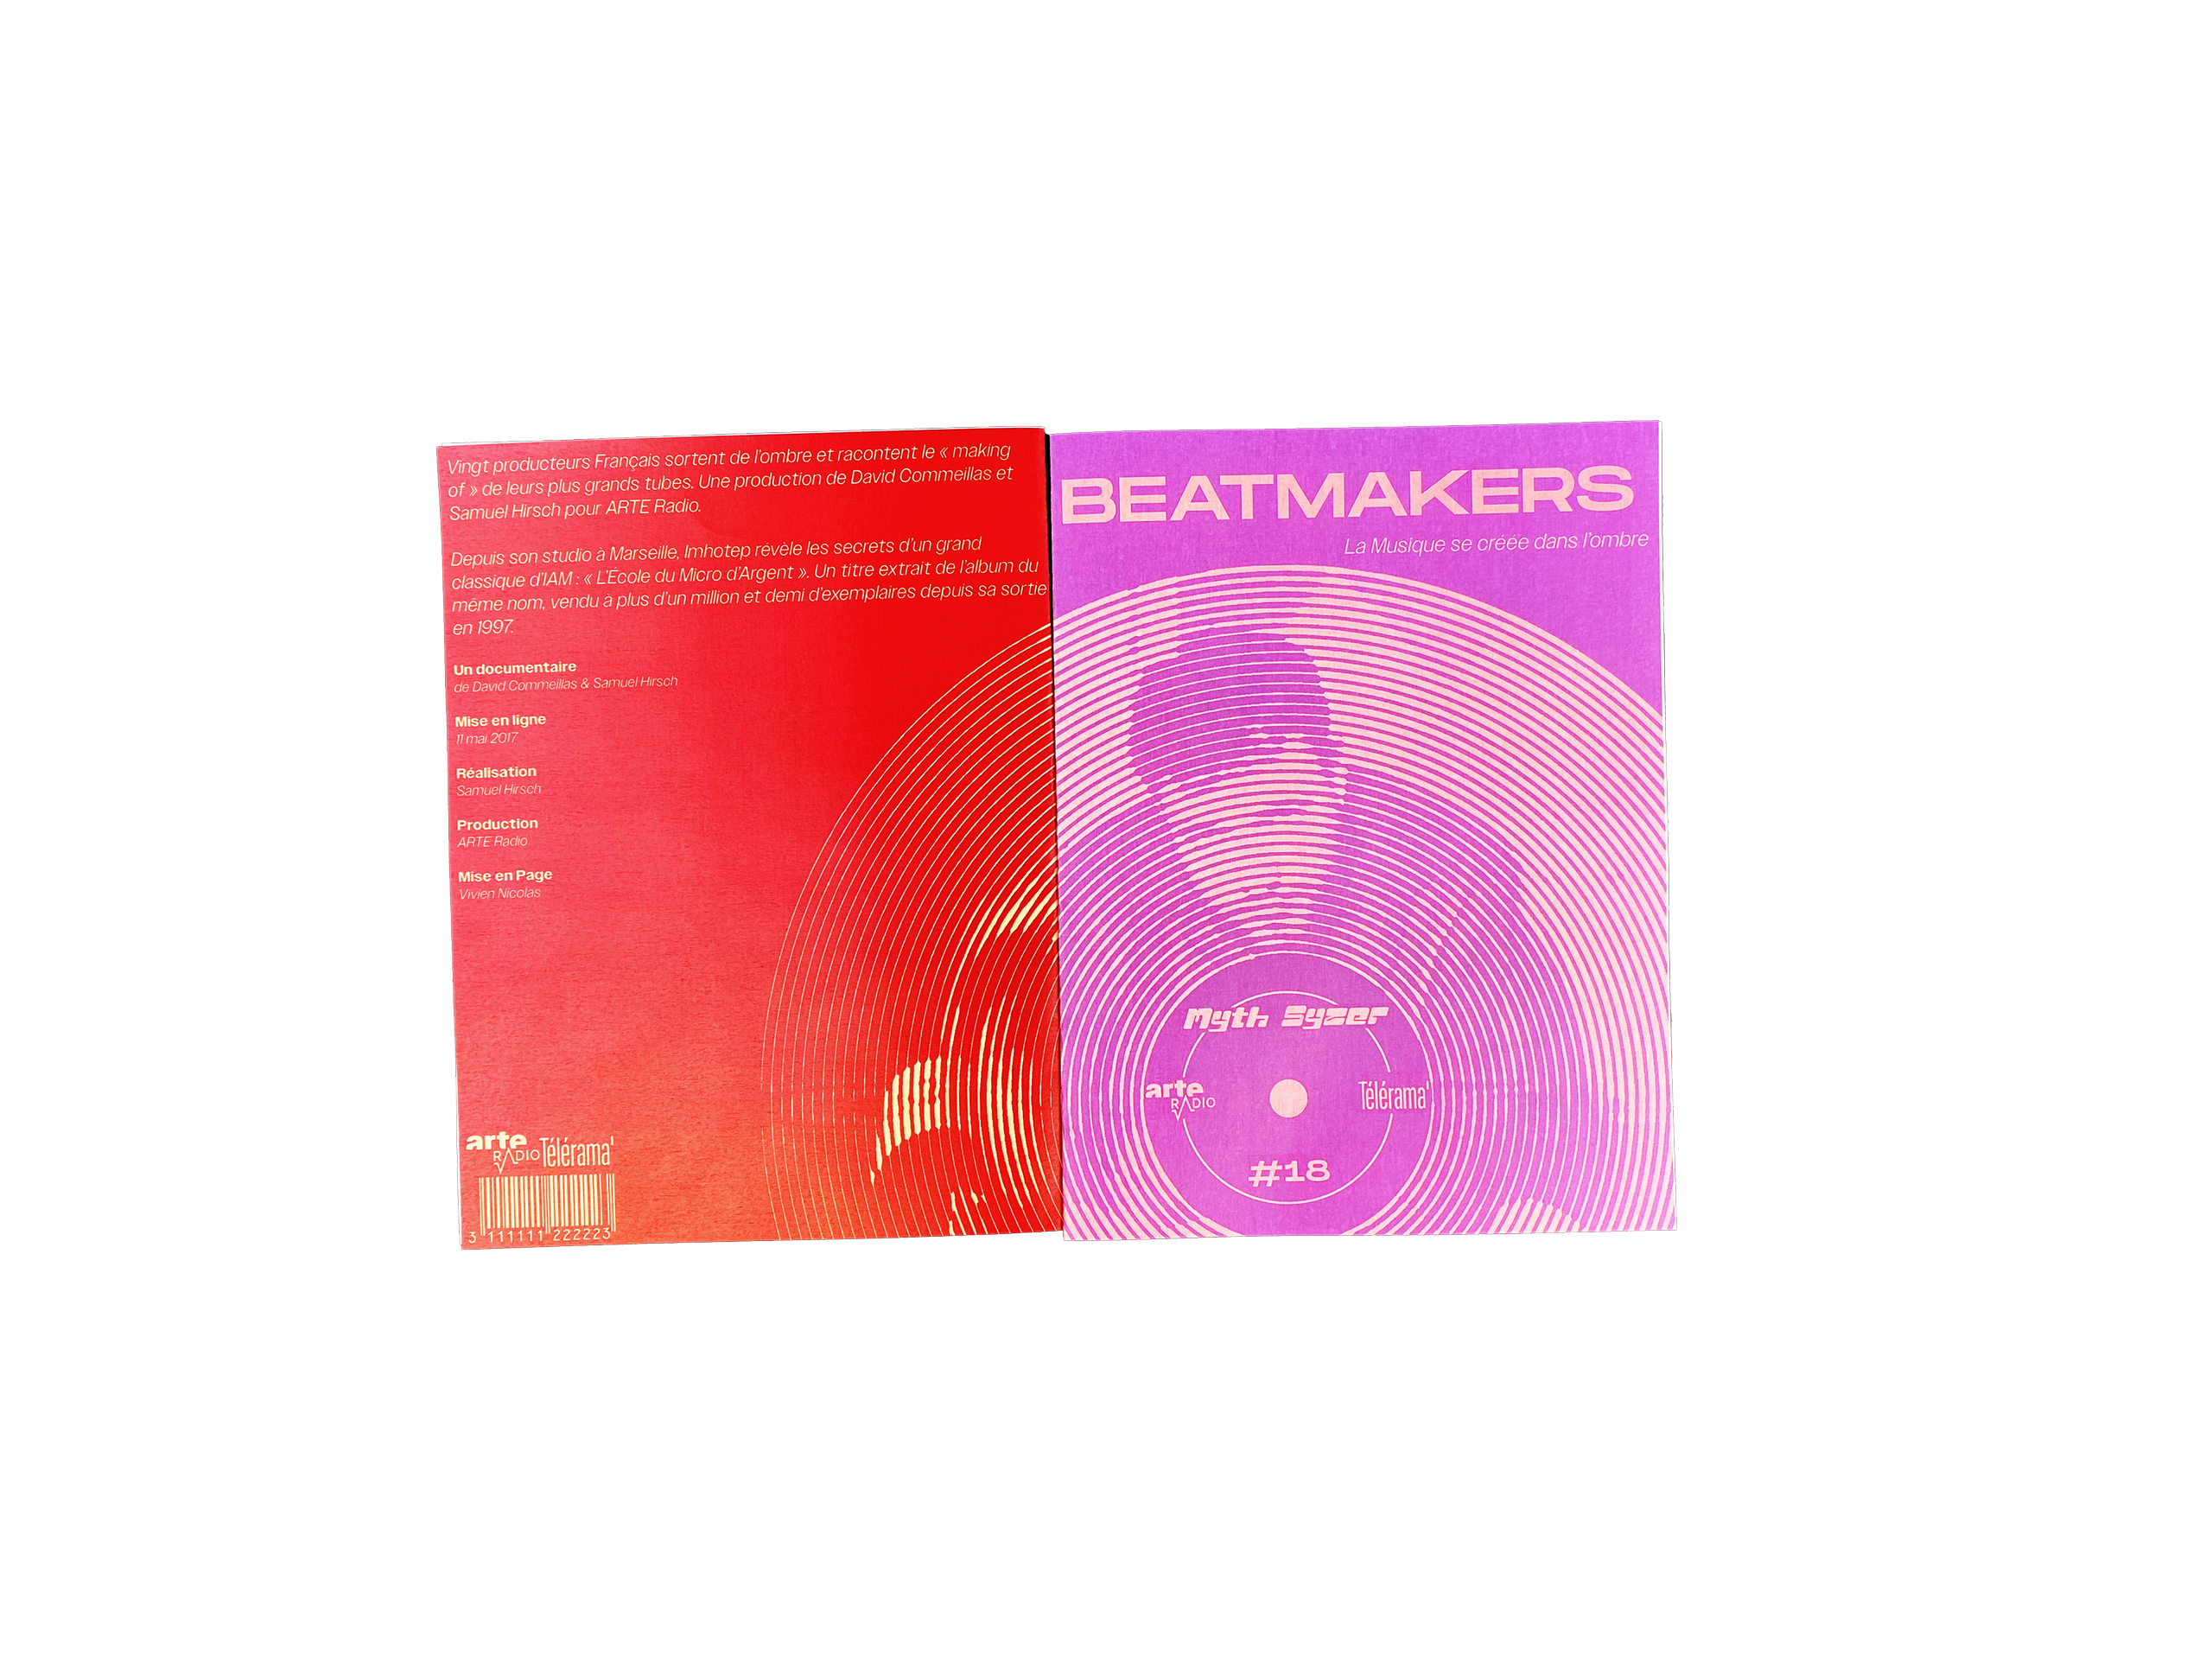 Vingt producteurs Français sortent de l'ombre et racontent le « making
of » de leurs plus grands tubes. Une production de David Commeillas et
Samuel Hirsch pour ARTE Radio.
Depuis son studio à Marseille, Imhotep révèle les secrets d'un grand
classique d'IAM : « L'École du Micro d'Argent ». Un titre extrait de l'album du
même nom, vendu à plus d'un million et demi d'exemplaires depuis sa sortie
en 1997.
Un documentaire
de David Commeillas & Samuel Hirsch
Mise en ligne
11 mai 2017
Réalisation
Samuel Hirsch
Production
ARTE Radio
Mise en Page
Vivien Nicolas
arte
RADIO Télérama'
3 111111 222223
BEATMAKERS
La Musique se créée dans l'ombre
Myth Syzer
arte
RADIO
Télérama'
#18